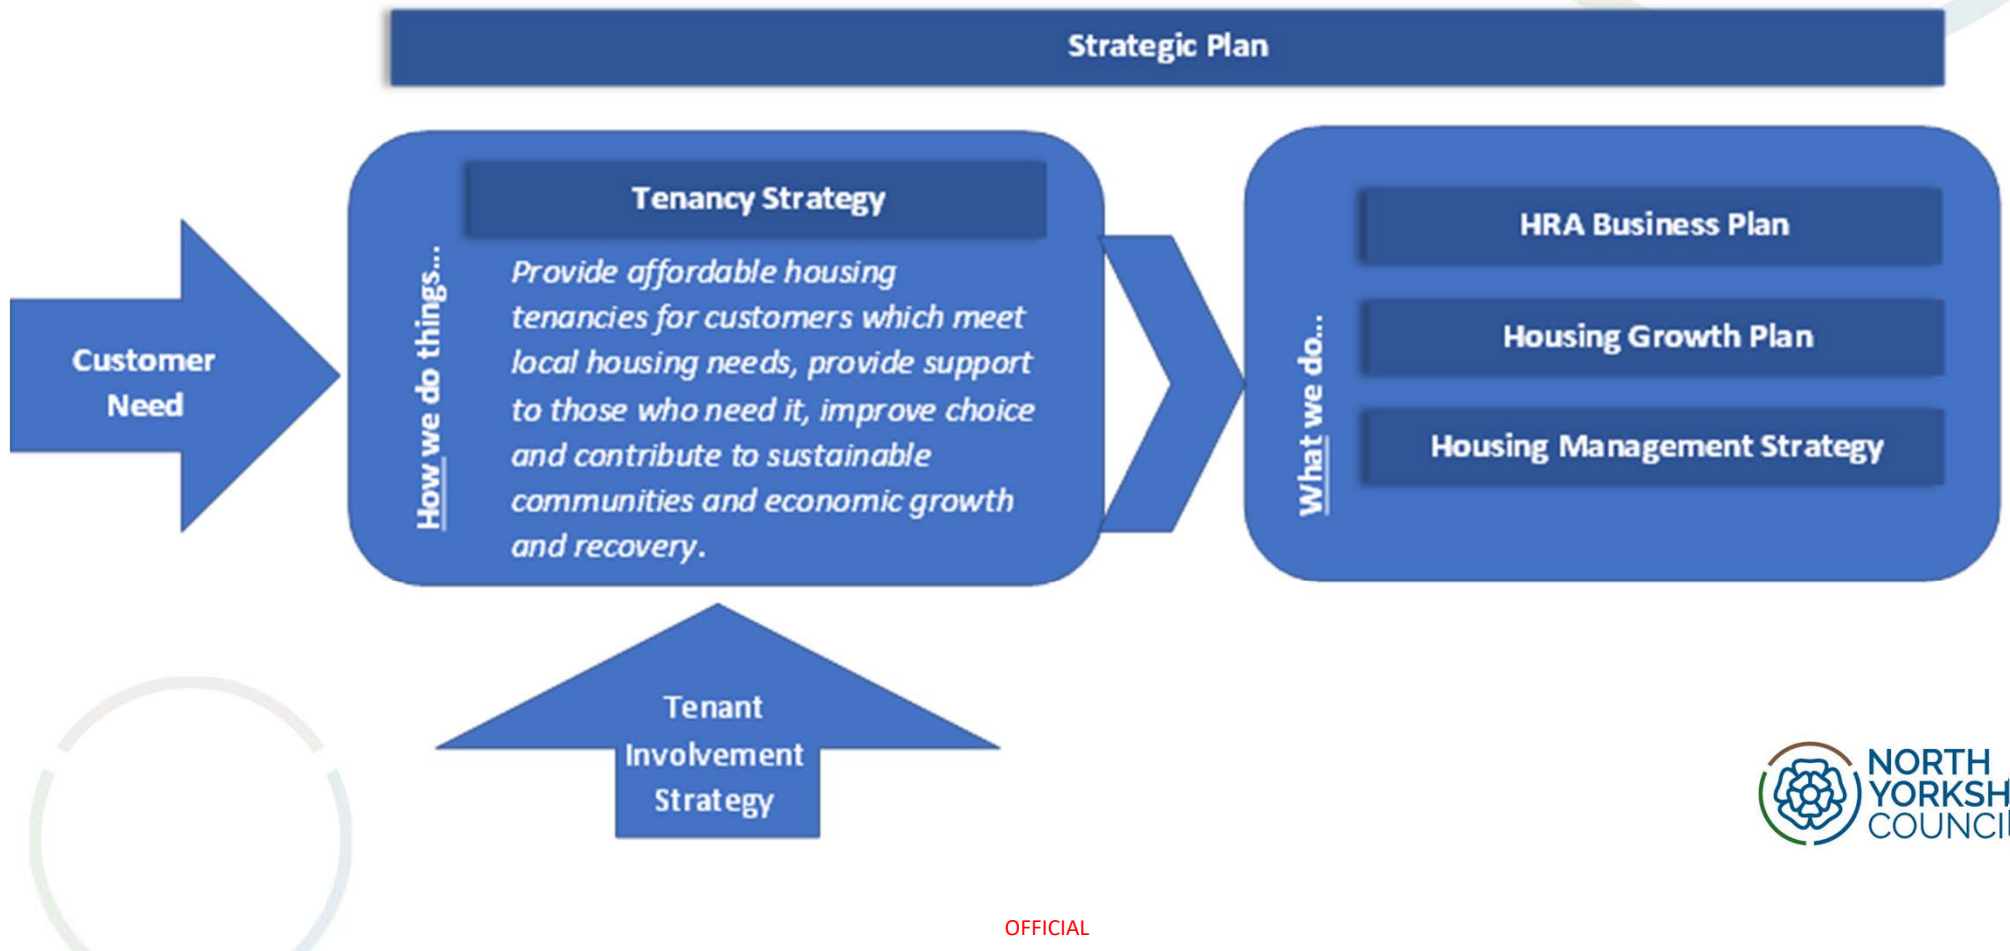 Strategic Plan
Customer
Need
How we do things...
Tenancy Strategy
Provide affordable housing
tenancies for customers which meet
local housing needs, provide support
to those who need it, improve choice
and contribute to sustainable
communities and economic growth
and recovery.
What we do...
HRA Business Plan
Housing Growth Plan
Housing Management Strategy
Tenant
Involvement
Strategy
NORTH
YORKSH
COUNCIL
OFFICIAL